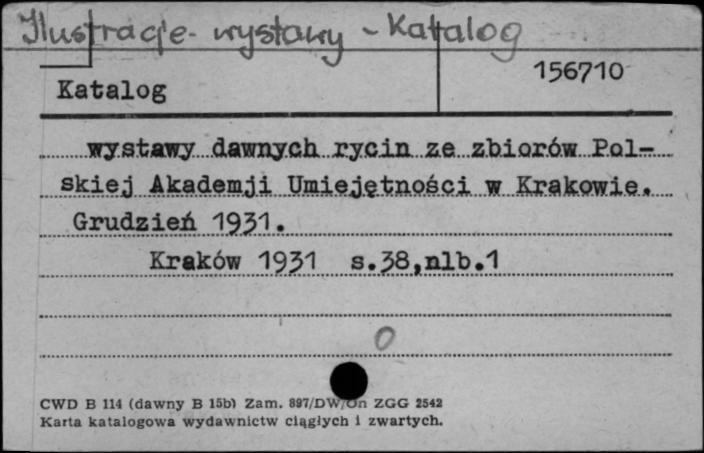 Ilustracje - wystawy - Katalog
156710
Katalog
wystawy dawnych rycin ze zbiorów Pol-
skiej Akademji Umiejętności w Krakowie.
Grudzień 1931.
Kraków 1931 s.38,nlb.1
0
CWD B 114 (dawny B 15b) Zam. 897/DW/On ZGG 2542
Karta katalogowa wydawnictw ciągłych i zwartych.